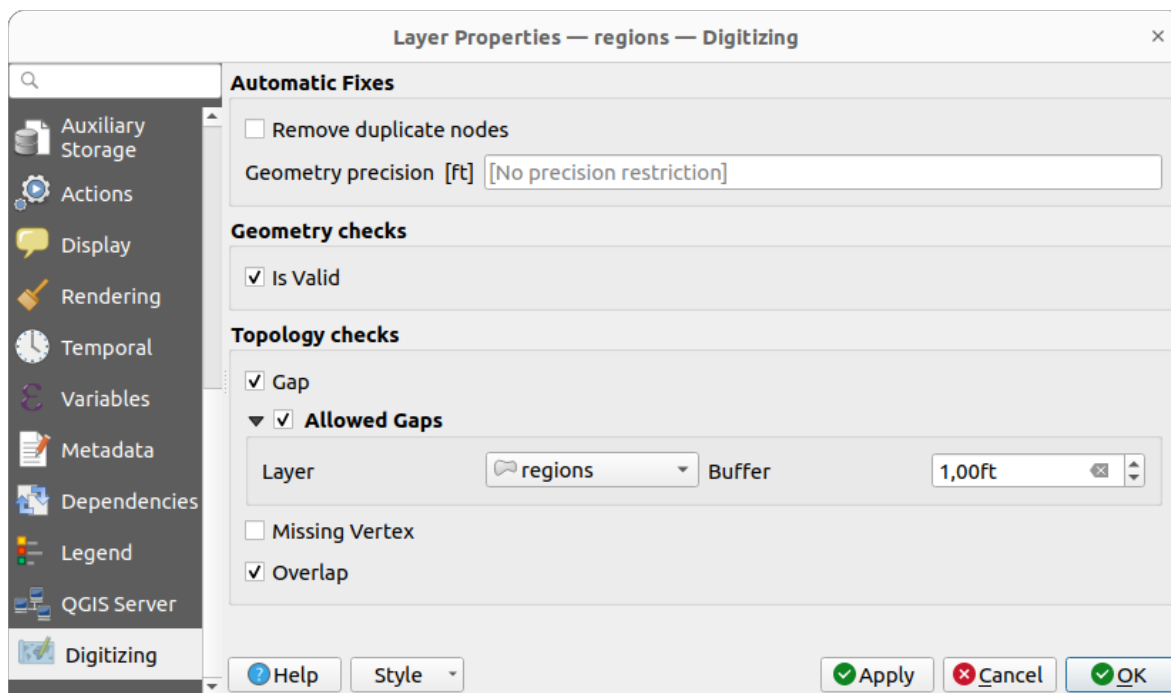 Layer Properties — regions — Digitizing
Auxiliary
Storage
Actions
Display
Rendering
Temporal
Variables
Metadata
Dependencies
Legend
QGIS Server
Digitizing
Automatic Fixes
Remove duplicate nodes
Geometry precision [ft] [No precision restriction]
Geometry checks
Is Valid
Topology checks
Gap
Allowed Gaps
Layer regions Buffer 1,00ft
Missing Vertex
Overlap
Help Style Apply Cancel OK